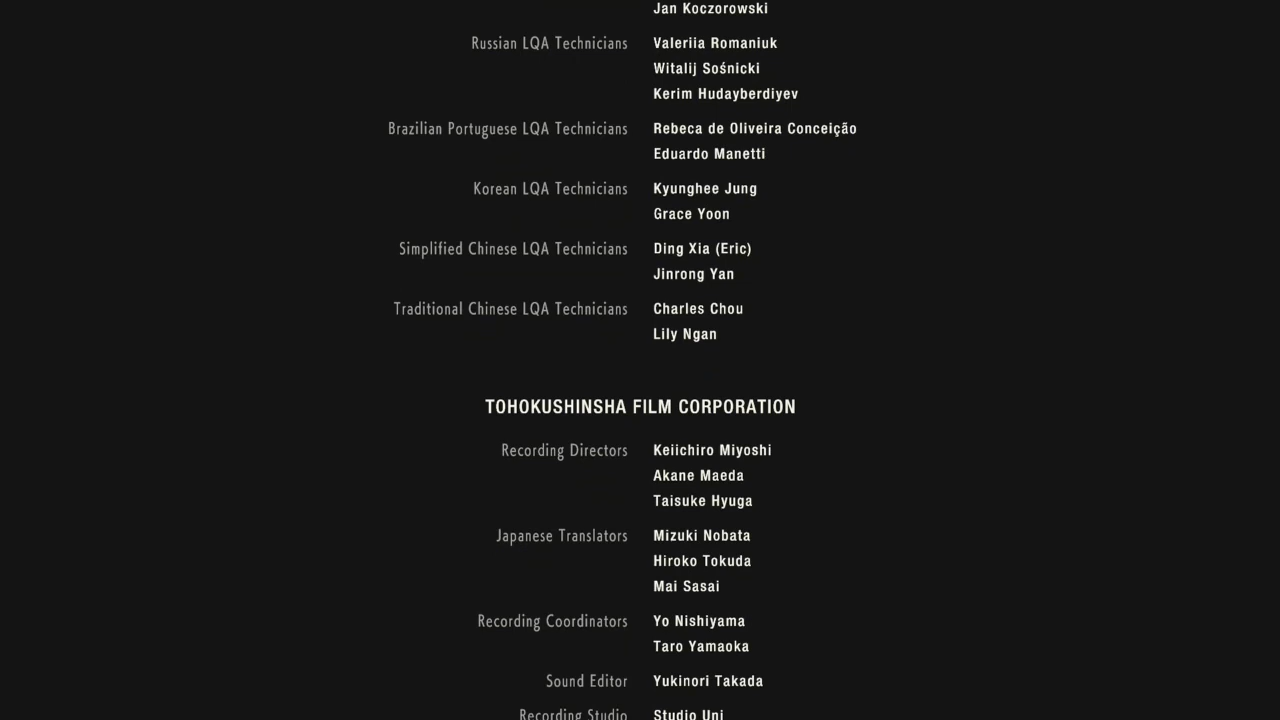 Jan Koczorowski
Russian LQA Technicians Valeriia Romaniuk
Witalij Sośnicki
Kerim Hudayberdiyev
Brazilian Portuguese LQA Technicians Rebeca de Oliveira Conceição
Eduardo Manetti
Korean LQA Technicians Kyunghee Jung
Grace Yoon
Simplified Chinese LQA Technicians Ding Xia (Eric)
Jinrong Yan
Traditional Chinese LQA Technicians Charles Chou
Lily Ngan
TOHOKUSHINSHA FILM CORPORATION
Recording Directors Keiichiro Miyoshi
Akane Maeda
Taisuke Hyuga
Japanese Translators Mizuki Nobata
Hiroko Tokuda
Mai Sasai
Recording Coordinators Yo Nishiyama
Taro Yamaoka
Sound Editor Yukinori Takada
Recording Studio Studio Uni